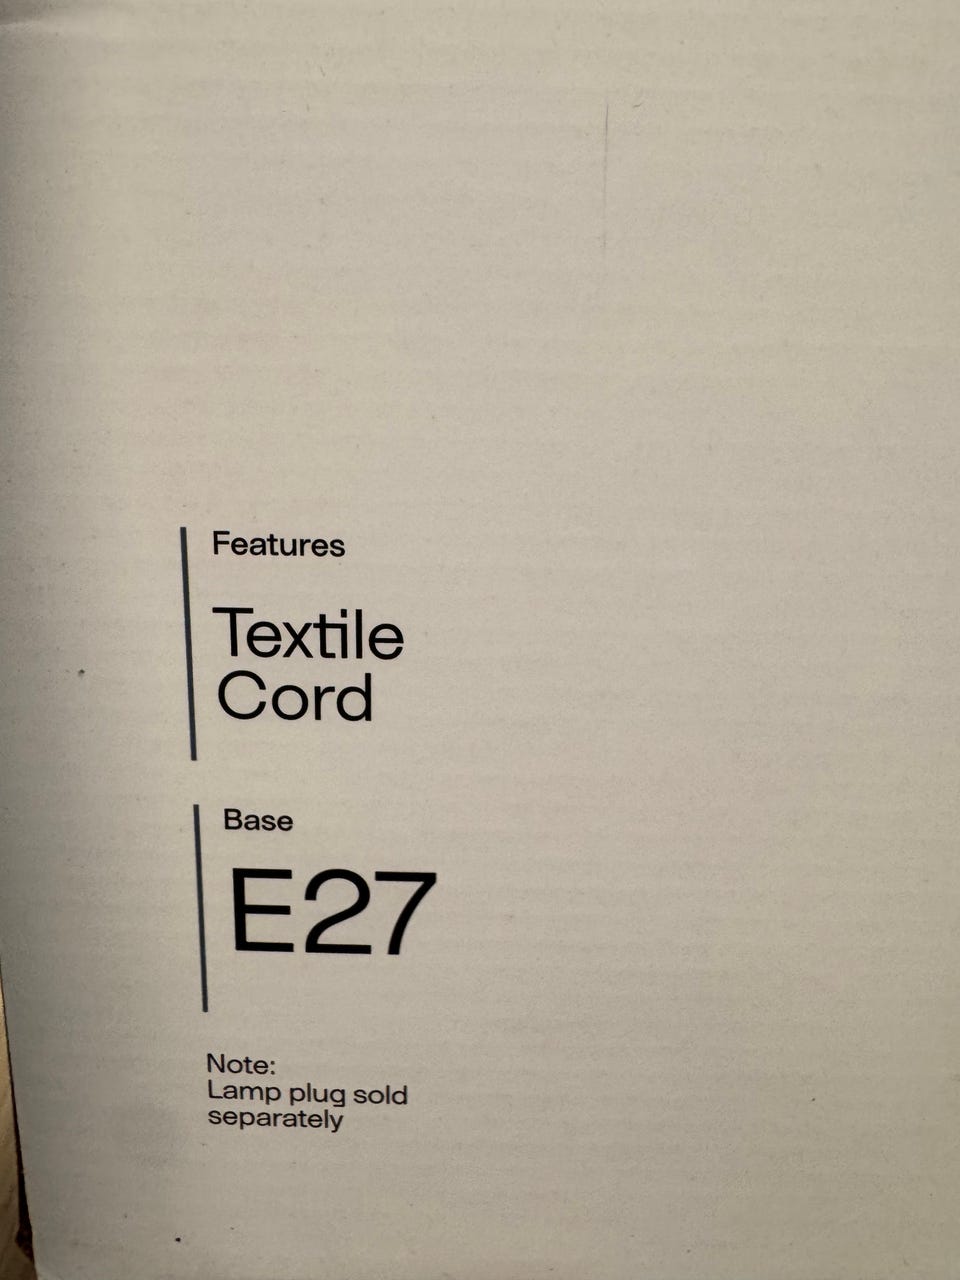 Features
Textile
Cord
Base
E27
Note:
Lamp plug sold
separately